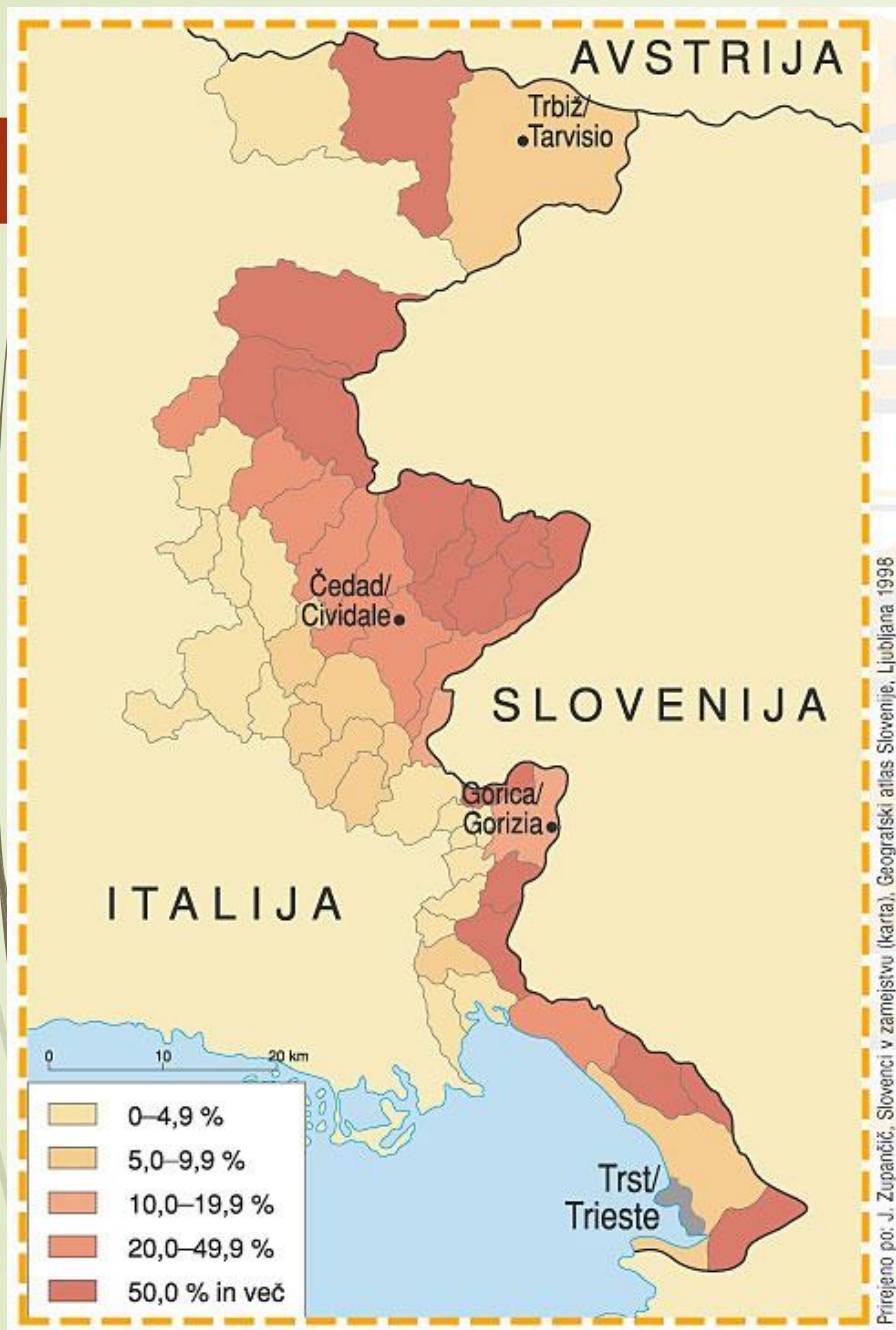 AVSTRIJA
Trbiž/
Tarvisio
Čedad/
Cividale
SLOVENIJA
Gorica/
Gorizia
ITALIJA
0 10 20 km
0–4,9 %
5,0–9,9 %
10,0–19,9 %
20,0–49,9 %
50,0 % in več
Trst/
Trieste
Prirejeno po: J. Zupančič, Slovenci v zamejstvu (karta), Geografski atlas Slovenije, Ljubljana 1998